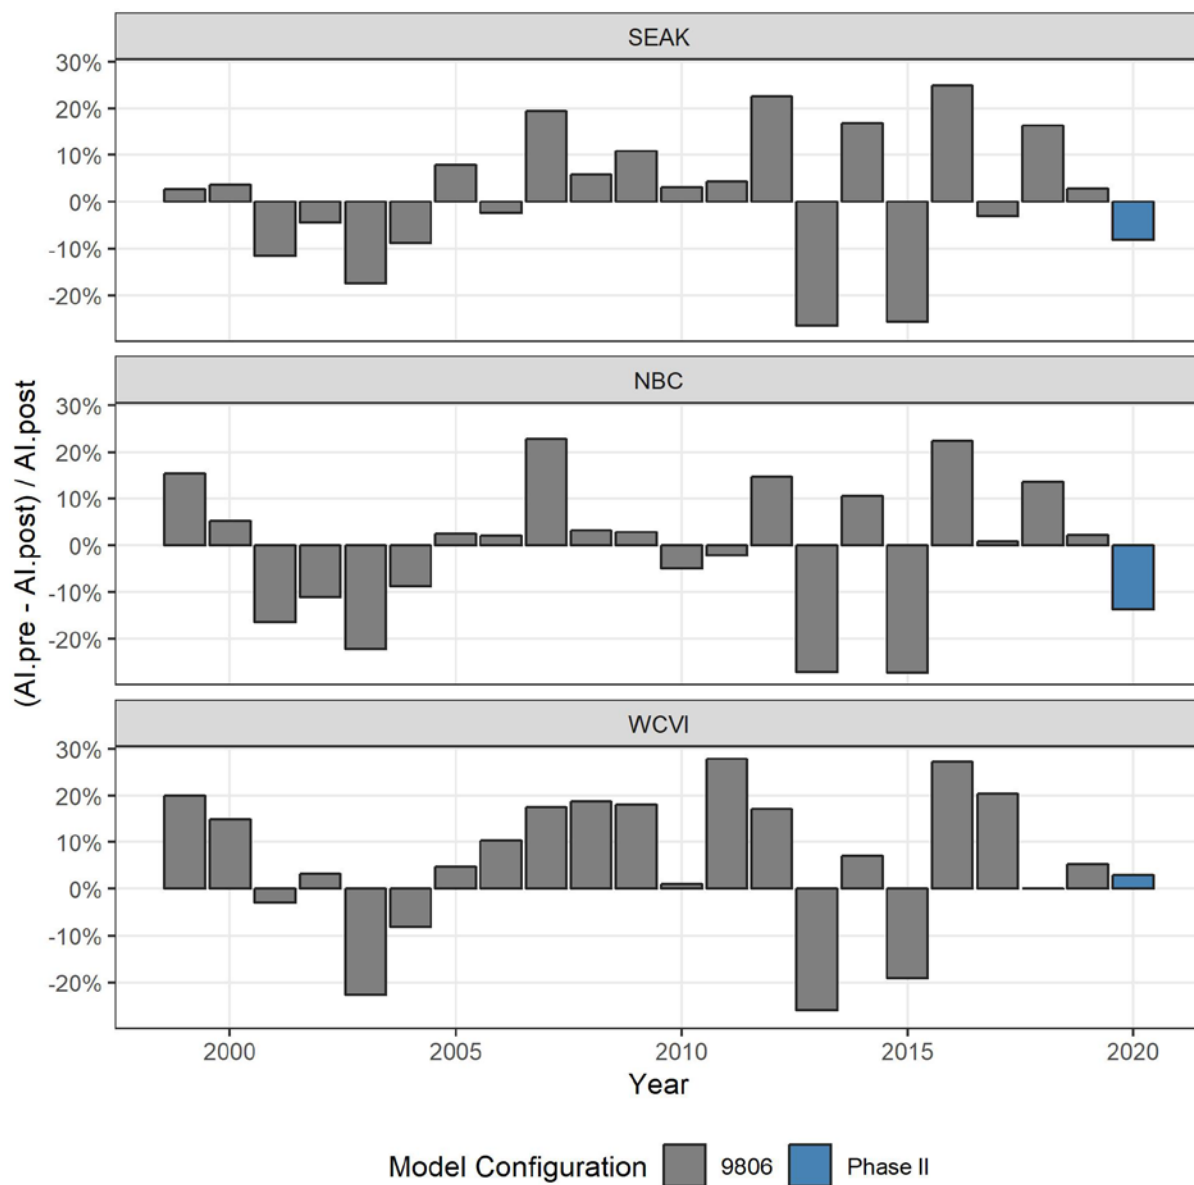 SEAK
30%
20%
10%
0%
-10%
-20%
NBC
30%
20%
10%
0%
-10%
-20%
WCVI
30%
20%
10%
0%
-10%
-20%
(AI.pre - AI.post) / AI.post
2000 2005 2010 2015 2020
Year
Model Configuration 9806 Phase II